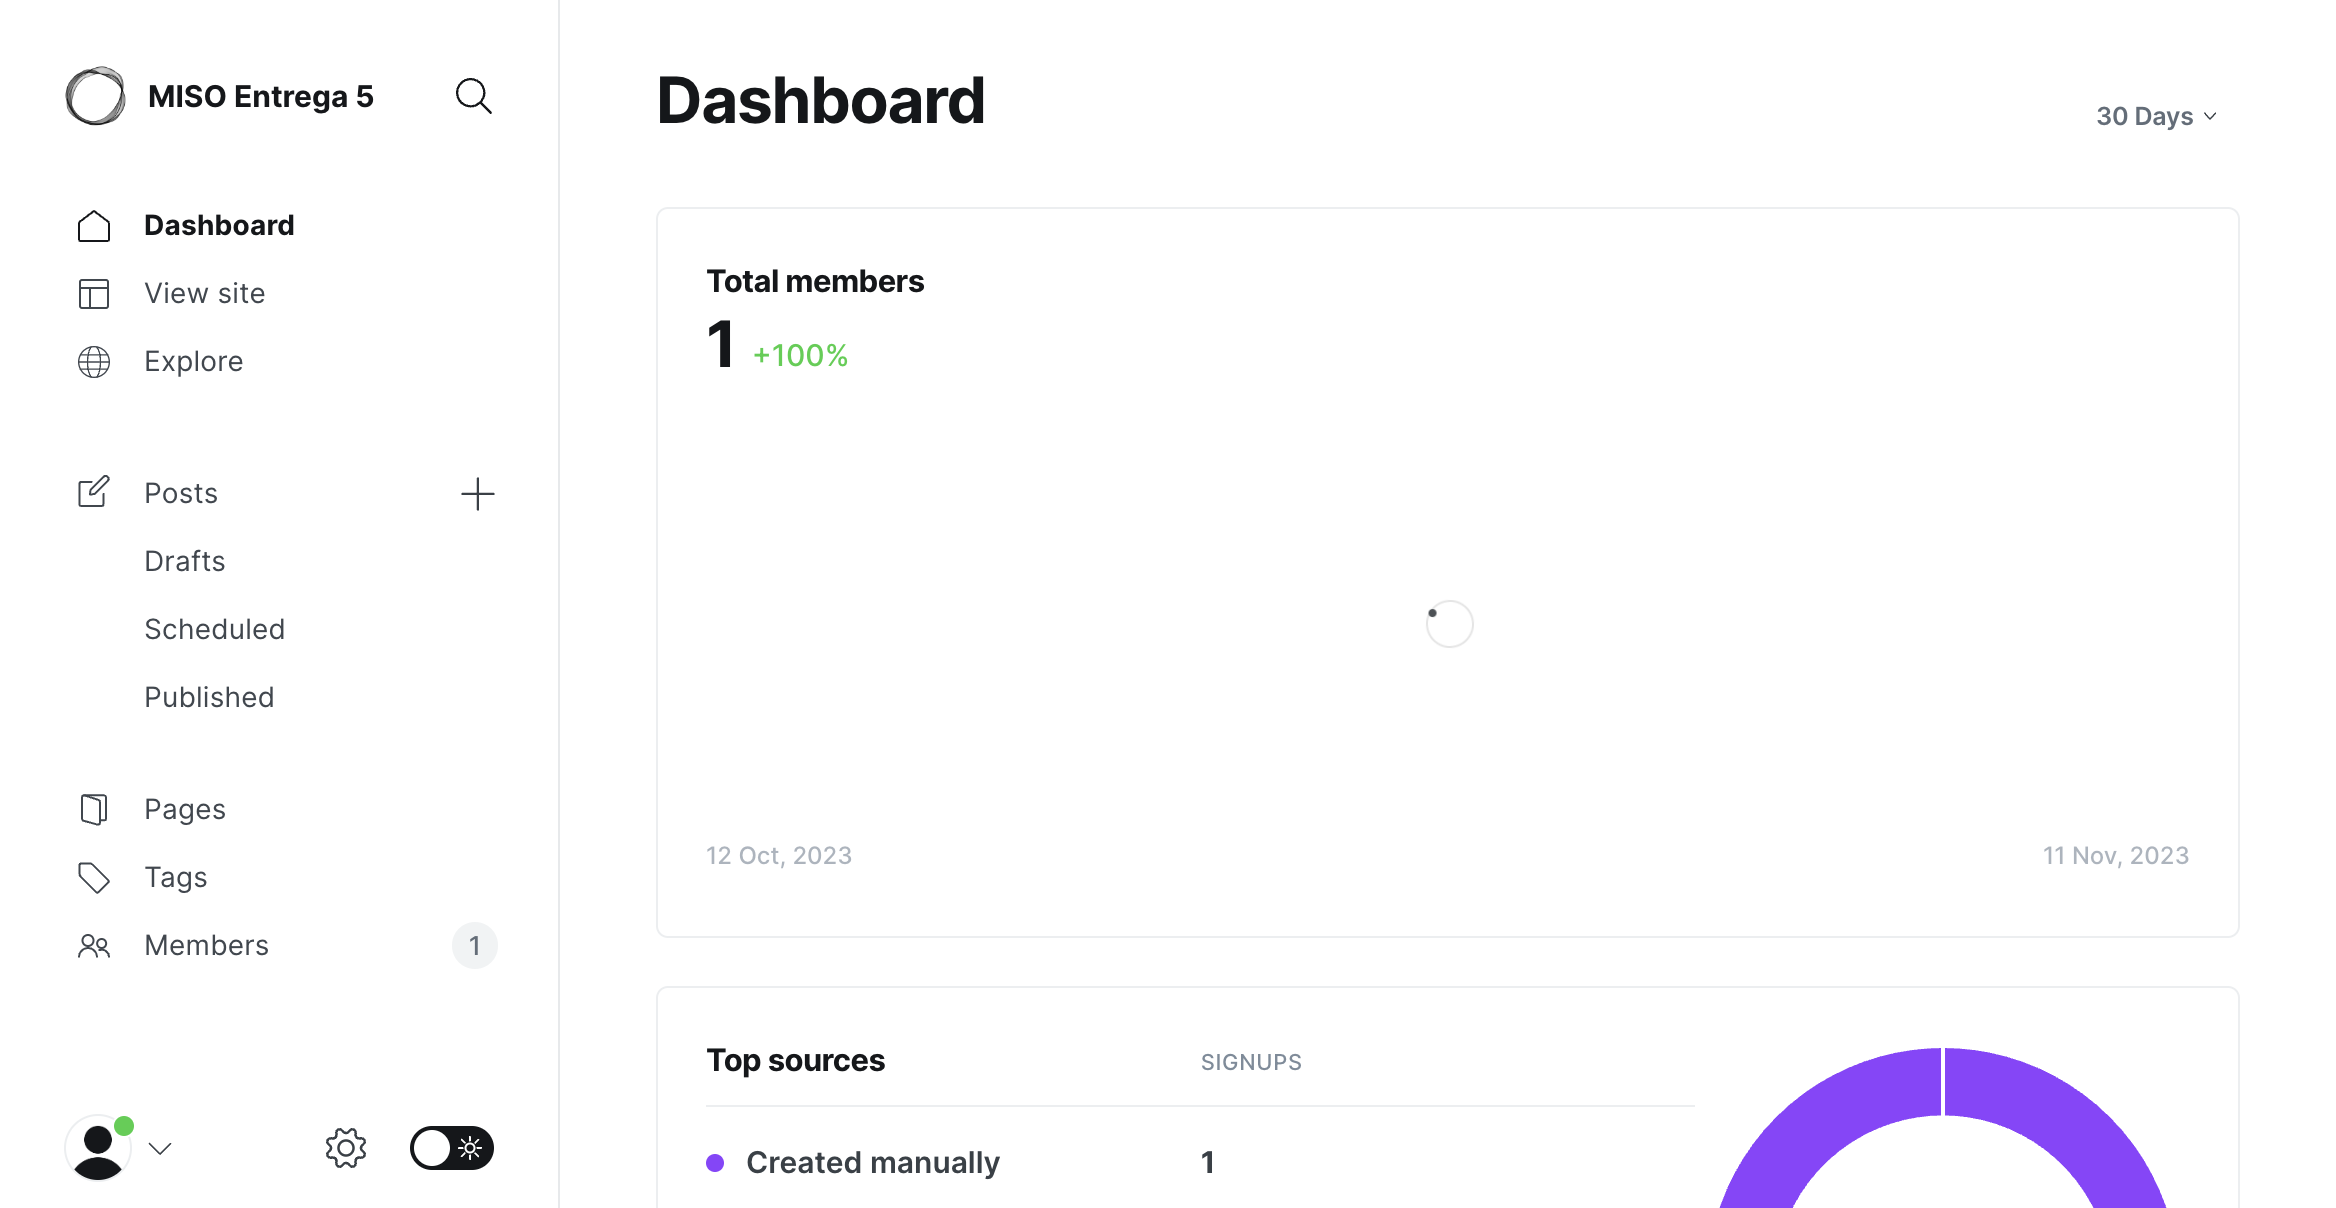 MISO Entrega 5
Dashboard
View site
Explore
Posts
Drafts
Scheduled
Published
Pages
Tags
Members 1
Dashboard
30 Days
Total members
1 +100%
12 Oct, 2023 11 Nov, 2023
Top sources SIGNUPS
Created manually 1